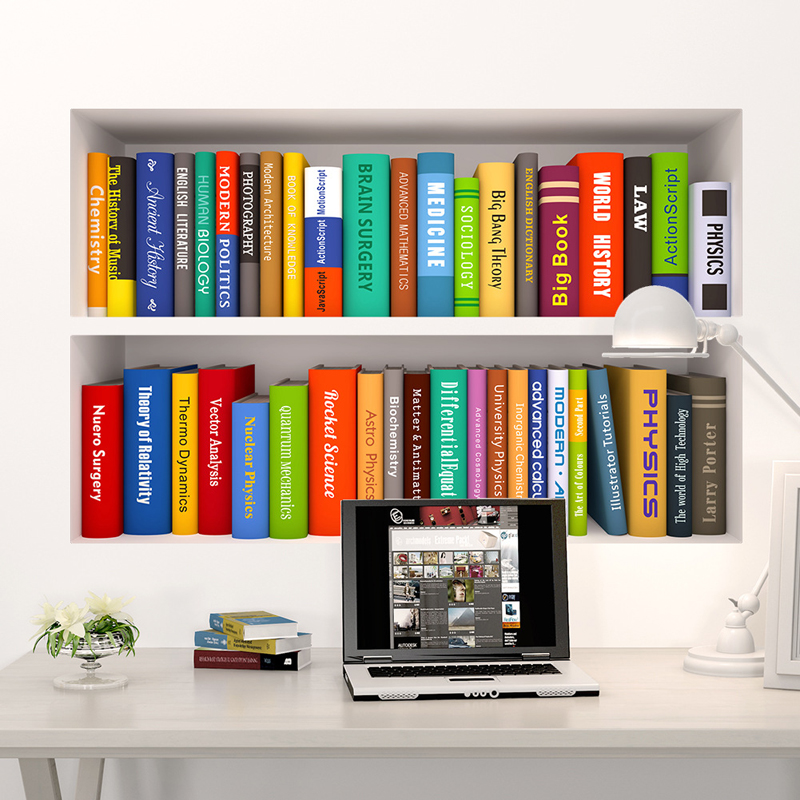 Chemistry
The History of Music
Ancient History
ENGLISH LITERATURE
HUMAN BIOLOGY
MODERN POLITICS
PHOTOGRAPHY
Modern Architecture
BOOK OF KNOWLEDGE
JavaScript ActionScript MotionScript
BRAIN SURGERY
ADVANCED MATHEMATICS
MEDICINE
SOCIOLOGY
Big Bang Theory
ENGLISH DICTIONARY
Big Book
WORLD HISTORY
LAW
ActionScript
PHYSICS
Nuero Surgery
Theory of Relativity
Thermo Dynamics
Vector Analysis
Nuclear Physics
quantum Mechanics
Rocket Science
Astro Physics
Biochemistry
Matter & Antimat
Differential Equat
Advanced Cosmology
University Physics
Inorganic Chemist
advanced calcu
MODERN · A
The Art of Colours Second Part
Illustrator Tutorials
PHYSICS
The world of High Technology
Larry Porter
AUTODESK